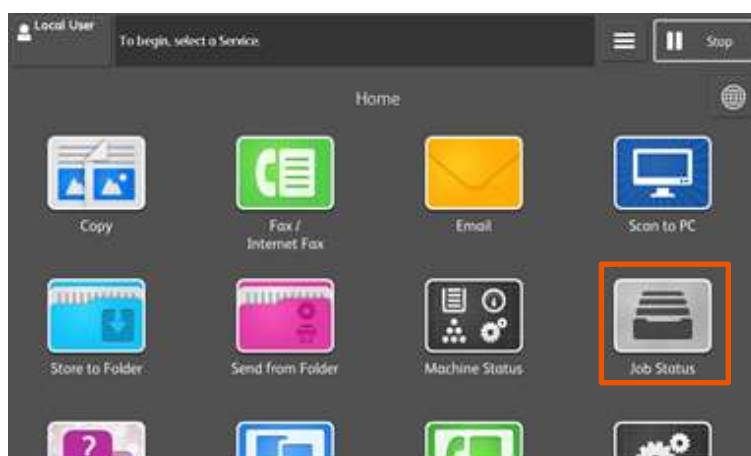 Local User
To begin, select a Service.
Stop
Home
Copy
Fax /
Internet Fax
Email
Scan to PC
Store to Folder
Send from Folder
Machine Status
Job Status
?